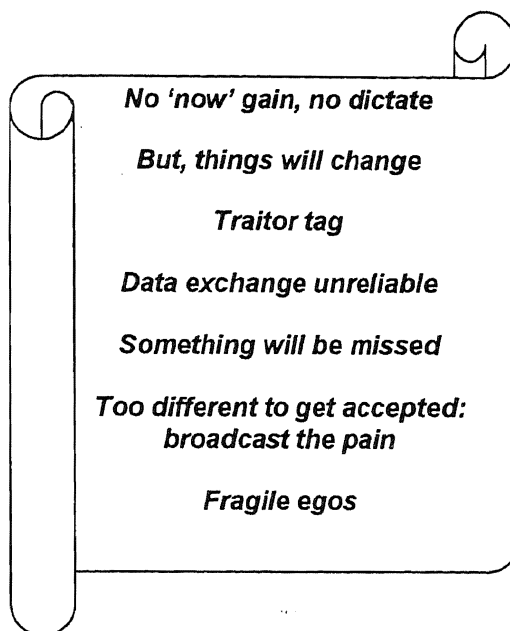 No 'now' gain, no dictate
But, things will change
Traitor tag
Data exchange unreliable
Something will be missed
Too different to get accepted:
broadcast the pain
Fragile egos